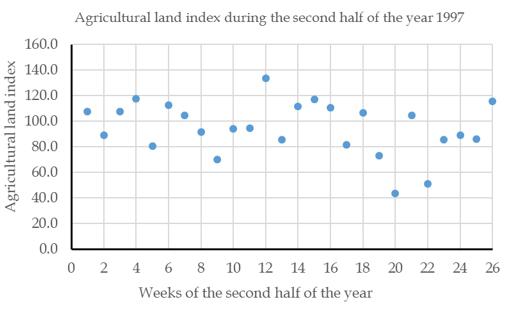 Agricultural land index during the second half of the year 1997
160.0
140.0
120.0
100.0
80.0
60.0
40.0
20.0
0.0
Agricultural land index
0 2 4 6 8 10 12 14 16 18 20 22 24 26
Weeks of the second half of the year